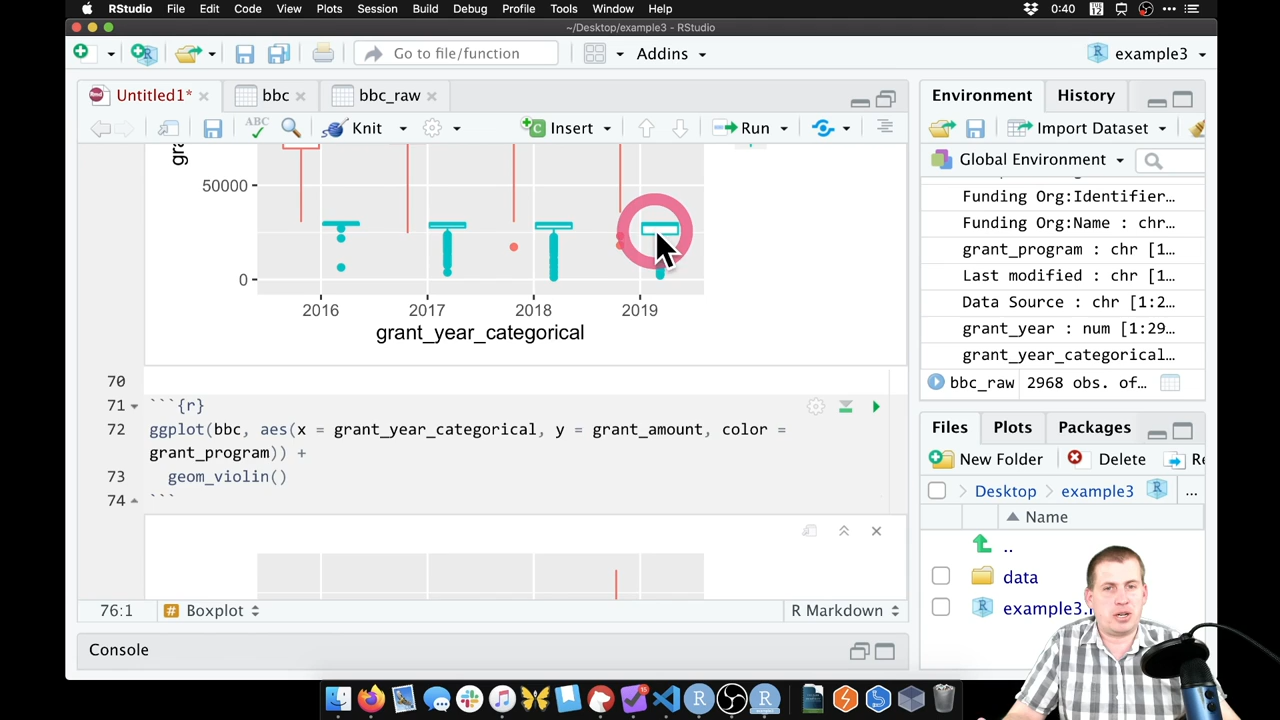 RStudio File Edit Code View Plots Session Build Debug Profile Tools Window Help 0:40
~/Desktop/example3 - RStudio
Go to file/function Addins example3
Untitled1* bbc bbc_raw
ABC Knit Insert Run
gra
50000
0
2016 2017 2018 2019
grant_year_categorical
70
71 ```{r}
72 ggplot(bbc, aes(x = grant_year_categorical, y = grant_amount, color =
grant_program)) +
73 geom_violin()
74 ```
76:1 # Boxplot R Markdown
Console
Environment History
Import Dataset
Global Environment
Funding Org:Identifier…
Funding Org:Name : chr…
grant_program : chr [1…
Last modified : chr [1…
Data Source : chr [1:2…
grant_year : num [1:29…
grant_year_categorical…
bbc_raw 2968 obs. of…
Files Plots Packages
New Folder Delete Re
Desktop example3 ...
Name
..
data
example3.